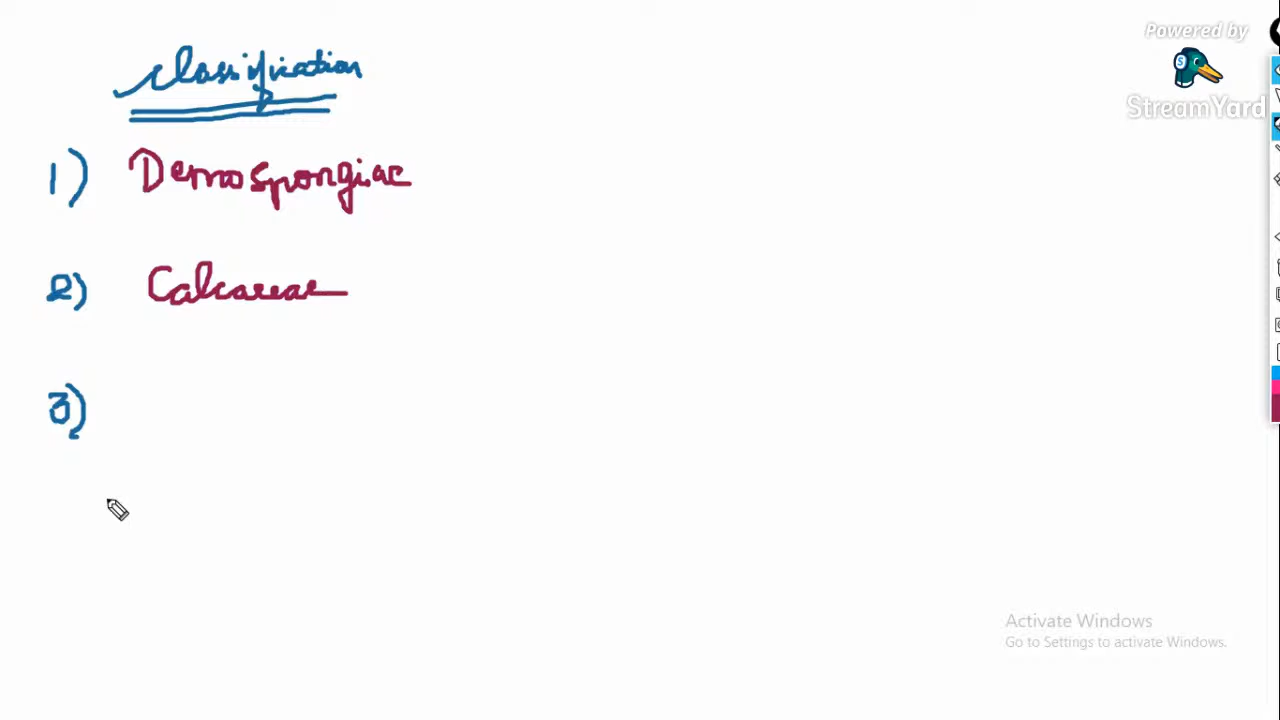 Powered by
StreamYard
classification
1) Demospongiae
2) Calcareae
3)
Activate Windows
Go to Settings to activate Windows.